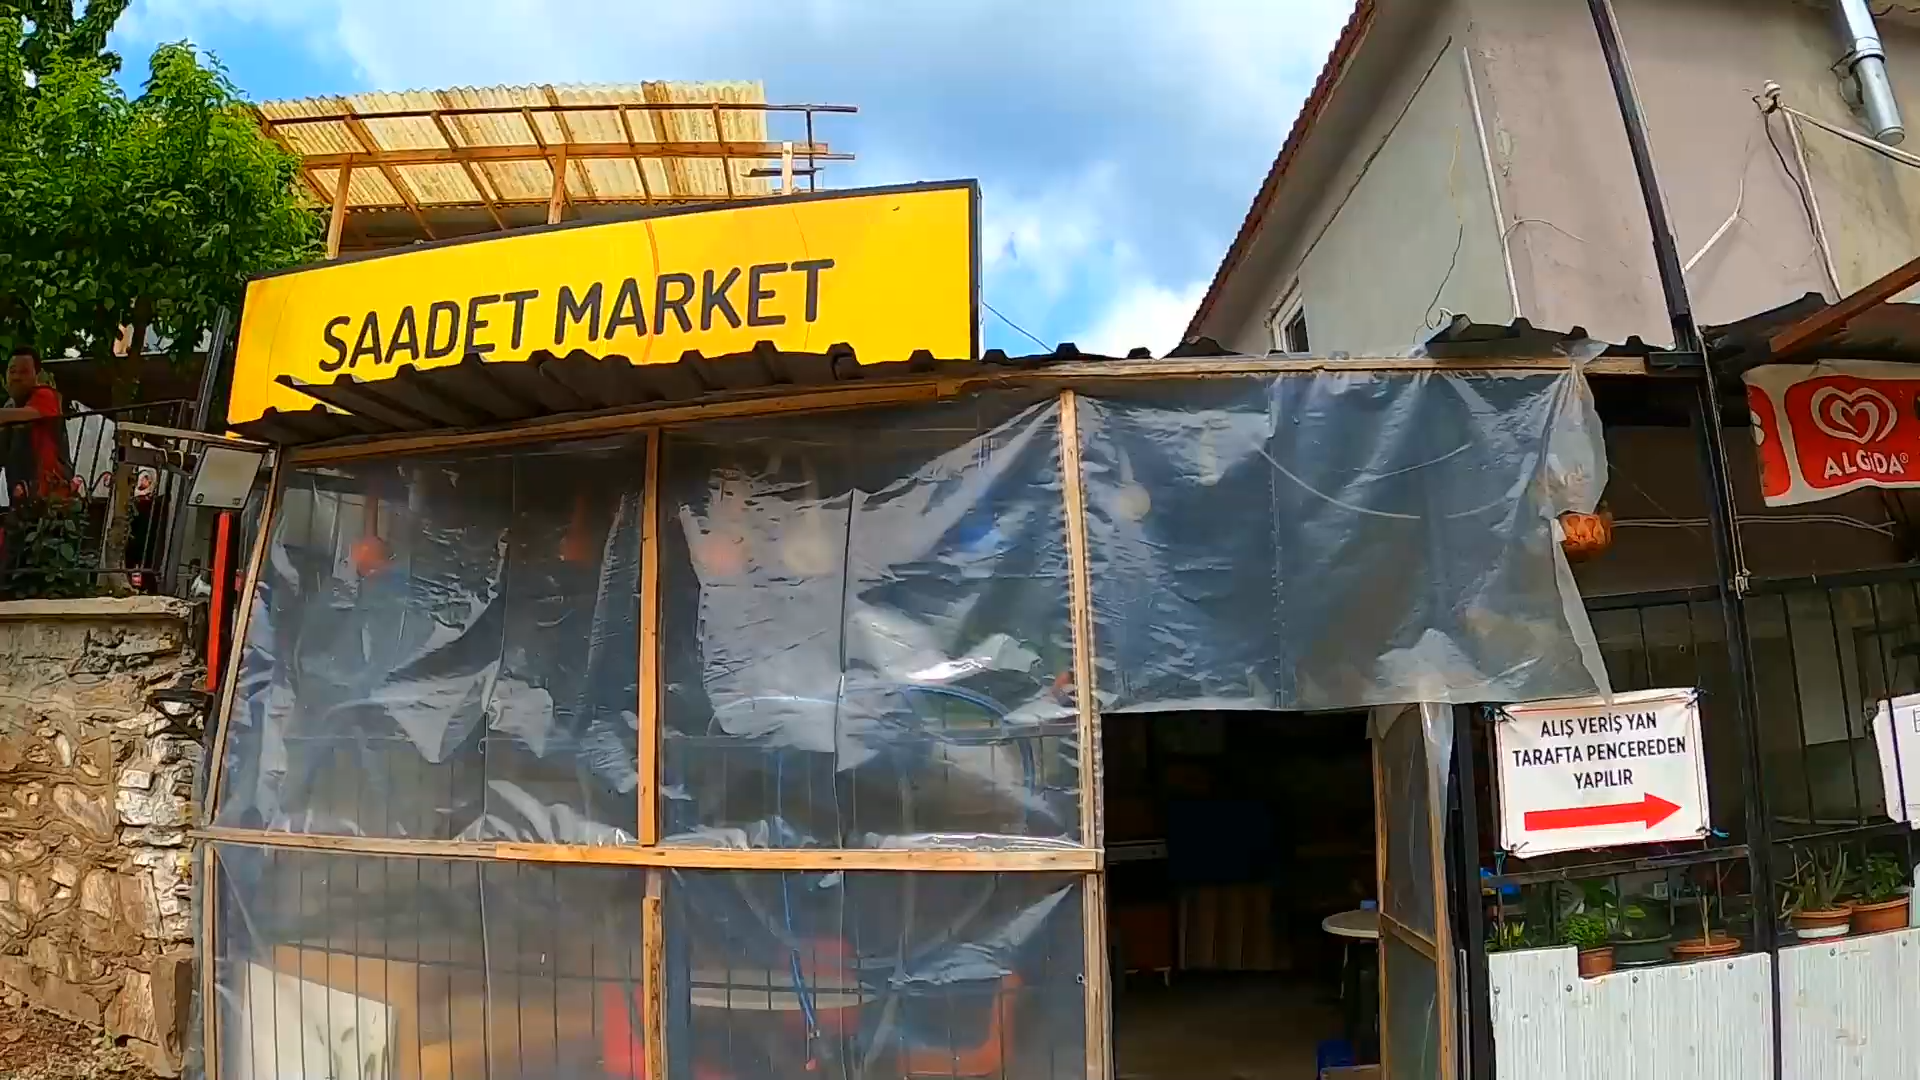 SAADET MARKET
ALGiDA®
ALIŞ VERİŞ YAN
TARAFTA PENCEREDEN
YAPILIR